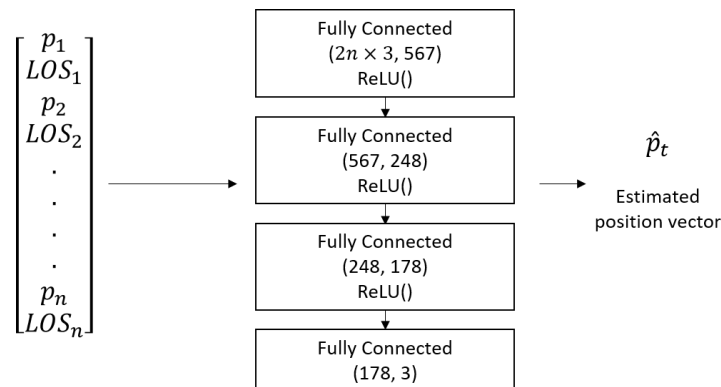 p₁
LOS₁
p₂
LOS₂
.
.
.
.
pₙ
LOSₙ
Fully Connected
(2n × 3, 567)
ReLU()
Fully Connected
(567, 248)
ReLU()
Fully Connected
(248, 178)
ReLU()
Fully Connected
(178, 3)
p̂ₜ
Estimated
position vector